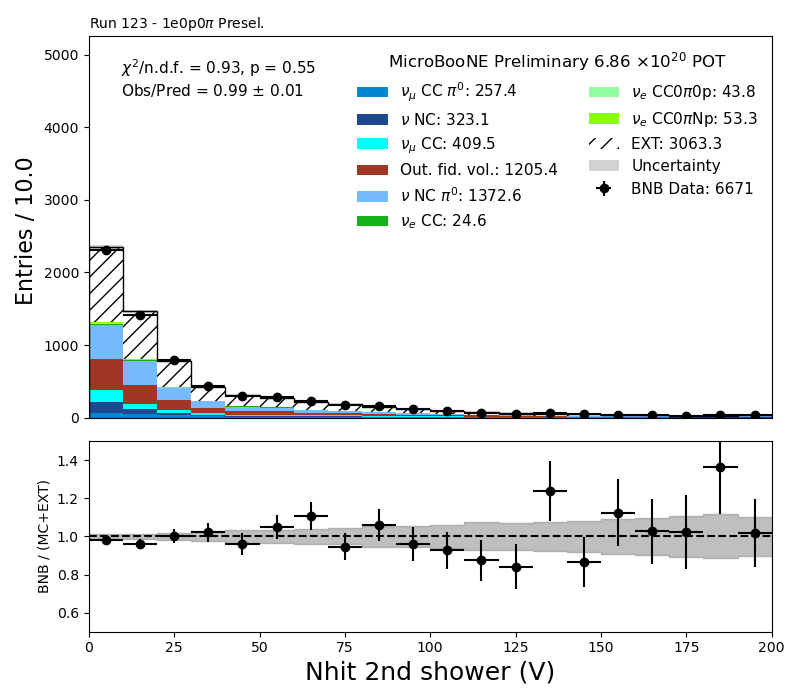 Run 123 - 1e0p0π Presel.
χ²/n.d.f. = 0.93, p = 0.55
Obs/Pred = 0.99 ± 0.01
MicroBooNE Preliminary 6.86 ×10²⁰ POT
ν_μ CC π⁰: 257.4
ν NC: 323.1
ν_μ CC: 409.5
Out. fid. vol.: 1205.4
ν NC π⁰: 1372.6
ν_e CC: 24.6
ν_e CC0π0p: 43.8
ν_e CC0πNp: 53.3
EXT: 3063.3
Uncertainty
BNB Data: 6671
Entries / 10.0
5000
4000
3000
2000
1000
0
BNB / (MC+EXT)
1.4
1.2
1.0
0.8
0.6
0 25 50 75 100 125 150 175 200
Nhit 2nd shower (V)